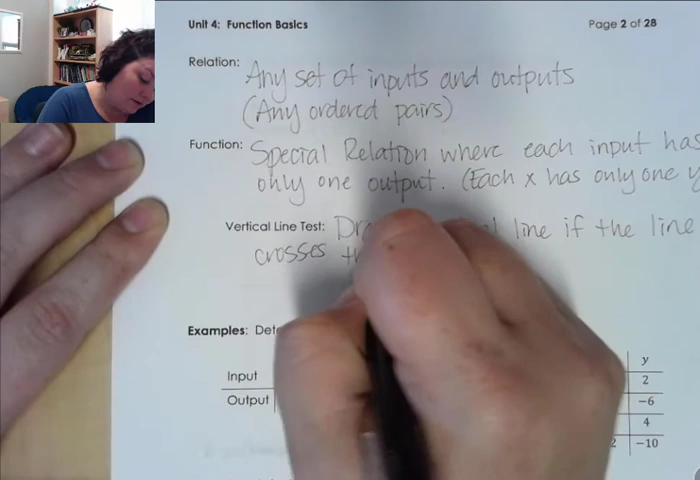 Unit 4: Function Basics
Page 2 of 28
Relation: Any set of inputs and outputs
(Any ordered pairs)
Function: Special Relation where each input has
only one output. (Each x has only one y
Vertical Line Test: line if the line
crosses
Examples:
Input
Output
y
2
-6
4
2 -10